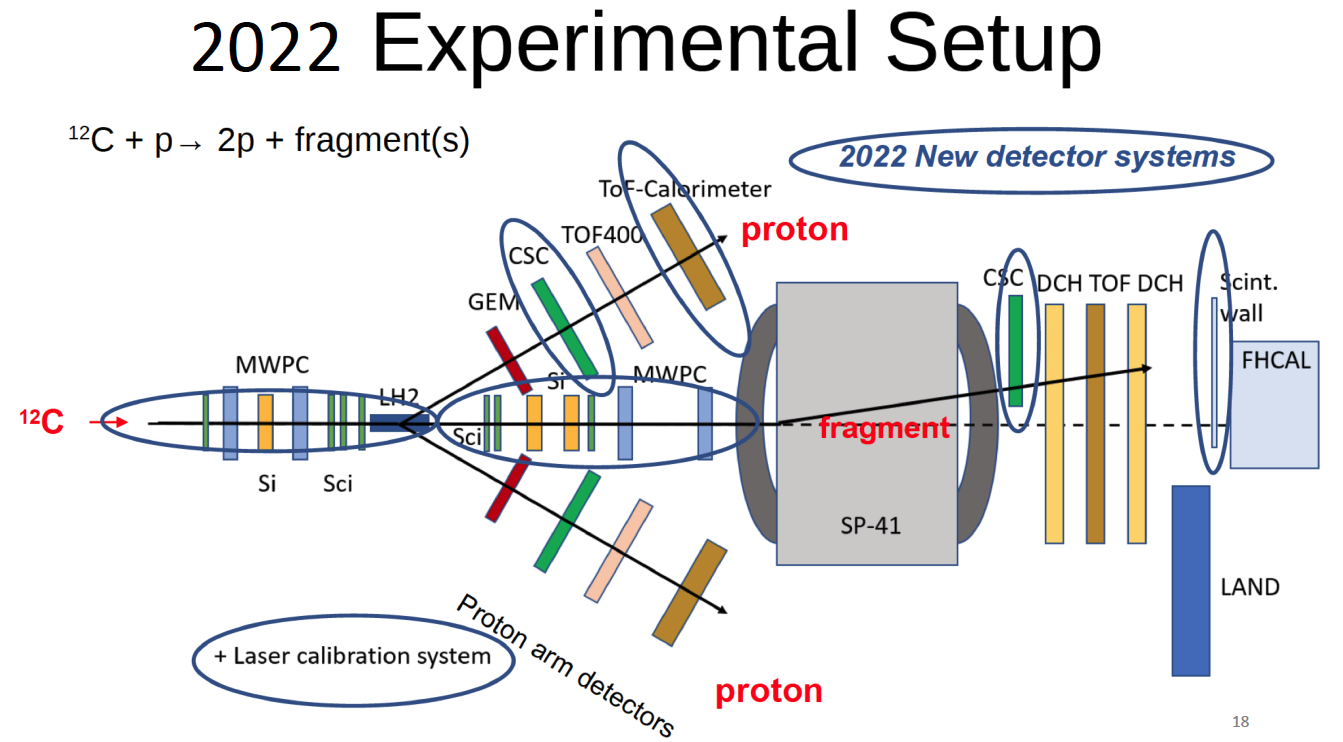 2022 Experimental Setup
¹²C + p→ 2p + fragment(s)
2022 New detector systems
ToF-Calorimeter
proton
TOF400
CSC
GEM
CSC
DCH TOF DCH
Scint.
wall
FHCAL
MWPC
LH2
Si
MWPC
¹²C
Sci
fragment
Si
Sci
SP-41
LAND
Proton arm detectors
+ Laser calibration system
proton
18